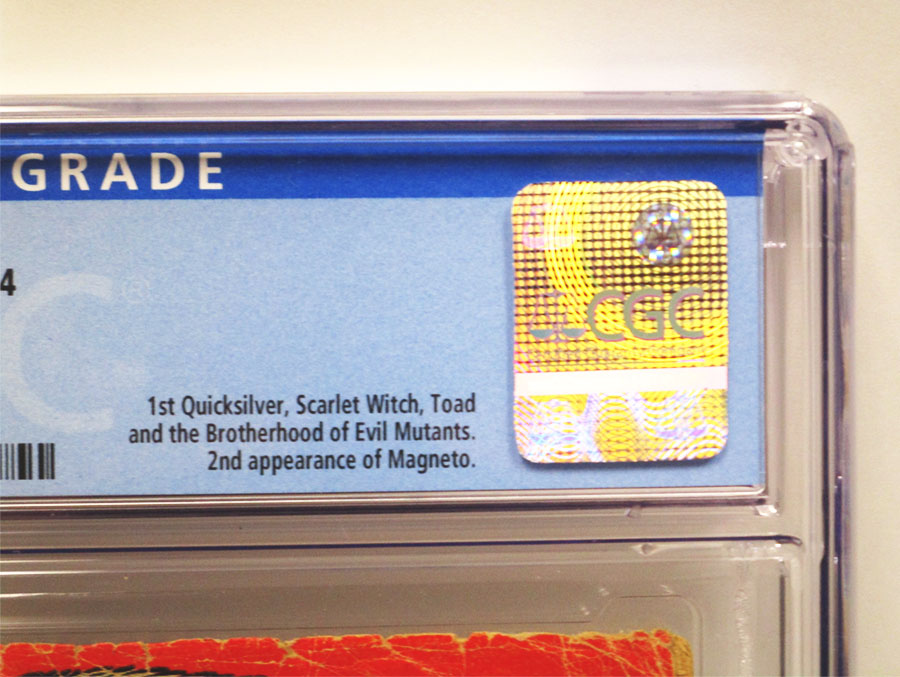 GRADE
4
C®
CGC
1st Quicksilver, Scarlet Witch, Toad
and the Brotherhood of Evil Mutants.
2nd appearance of Magneto.